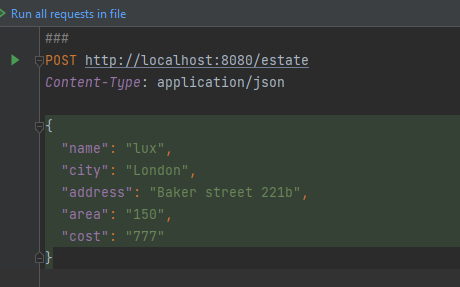 Run all requests in file
###
POST http://localhost:8080/estate
Content-Type: application/json
{
"name": "lux",
"city": "London",
"address": "Baker street 221b",
"area": "150",
"cost": "777"
}